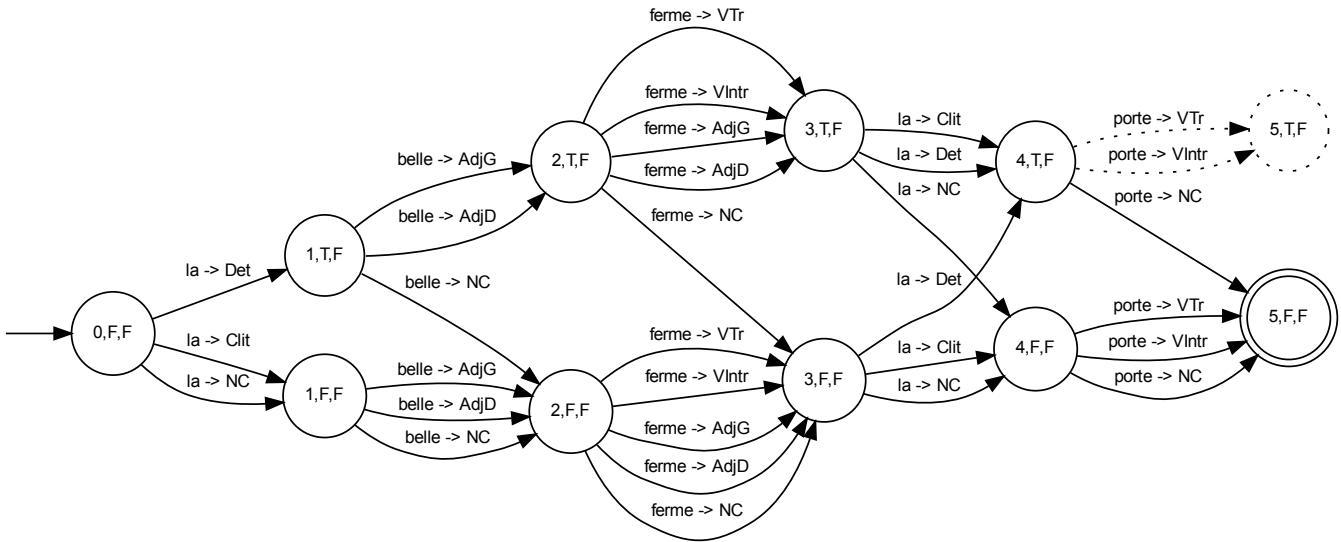 ferme -> VTr
ferme -> VIntr
ferme -> AdjG
ferme -> AdjD
ferme -> NC
belle -> AdjG
belle -> AdjD
belle -> NC
la -> Det
la -> Clit
la -> NC
belle -> AdjG
belle -> AdjD
belle -> NC
ferme -> VTr
ferme -> VIntr
ferme -> AdjG
ferme -> AdjD
ferme -> NC
la -> Clit
la -> Det
la -> NC
la -> Det
la -> Clit
la -> NC
porte -> VTr
porte -> VIntr
porte -> NC
porte -> VTr
porte -> VIntr
porte -> NC
0,F,F
1,T,F
1,F,F
2,T,F
2,F,F
3,T,F
3,F,F
4,T,F
4,F,F
5,T,F
5,F,F